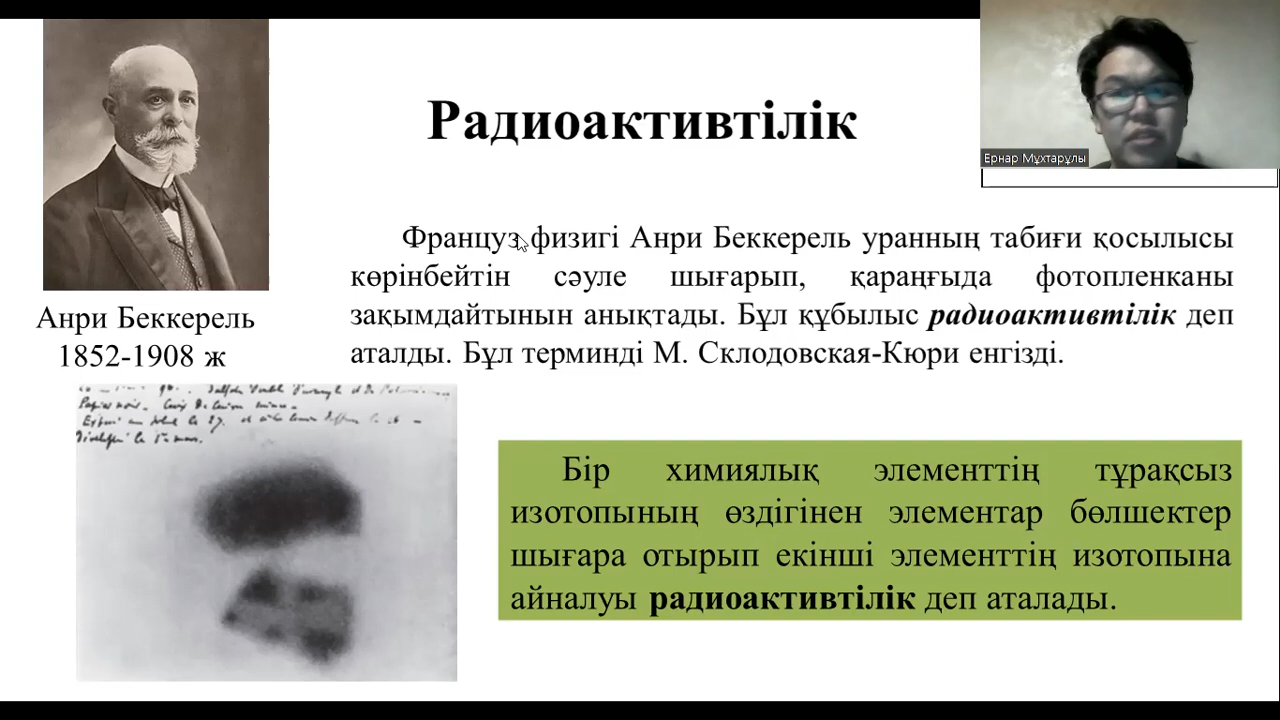 Радиоактивтілік
Ернар Мұхтарұлы
Француз физигі Анри Беккерель уранның табиғи қосылысы
көрінбейтін сәуле шығарып, қараңғыда фотопленканы
зақымдайтынын анықтады. Бұл құбылыс радиоактивтілік деп
аталды. Бұл терминді М. Склодовская-Кюри енгізді.
Анри Беккерель
1852-1908 ж
Papier noir.
Бір химиялық элементтің тұрақсыз
изотопының өздігінен элементар бөлшектер
шығара отырып екінші элементтің изотопына
айналуы радиоактивтілік деп аталады.